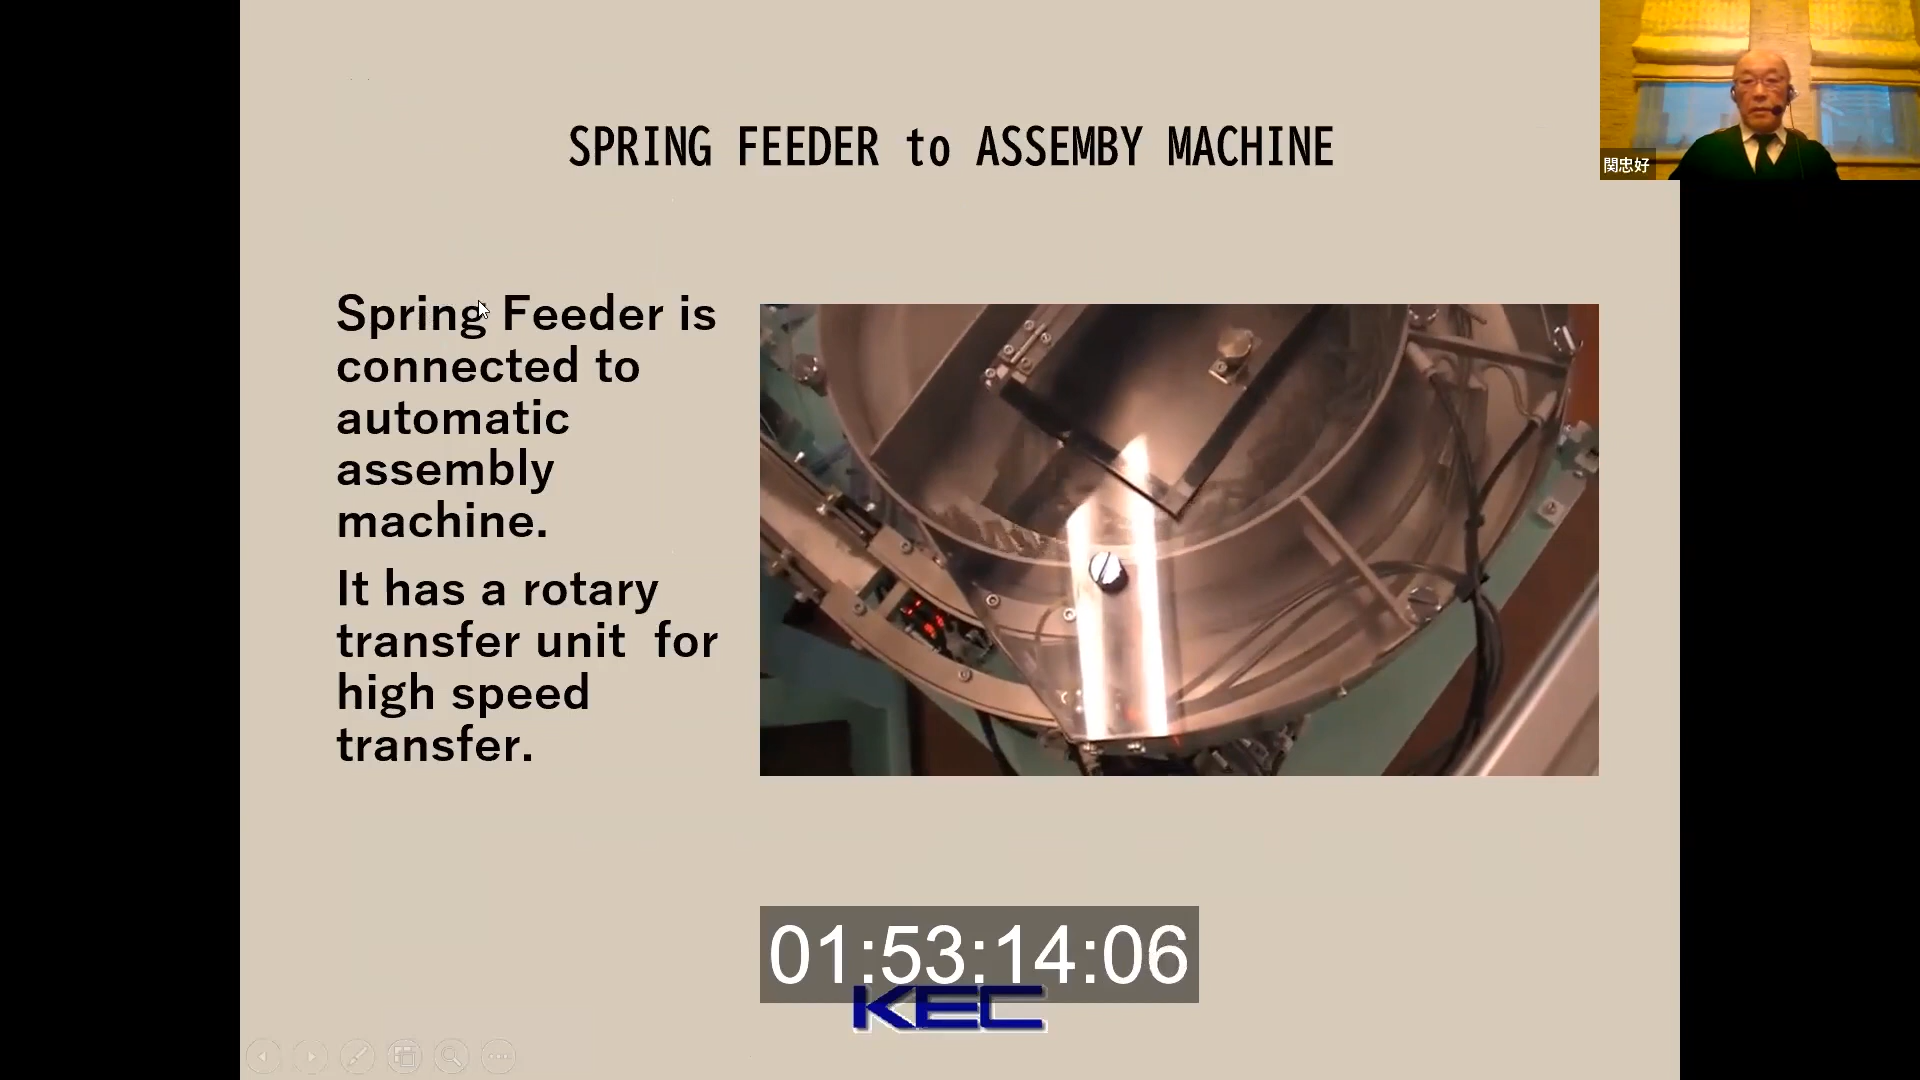 SPRING FEEDER to ASSEMBY MACHINE
関忠好
Spring Feeder is
connected to
automatic
assembly
machine.
It has a rotary
transfer unit  for
high speed
transfer.
01:53:14:06
KEC